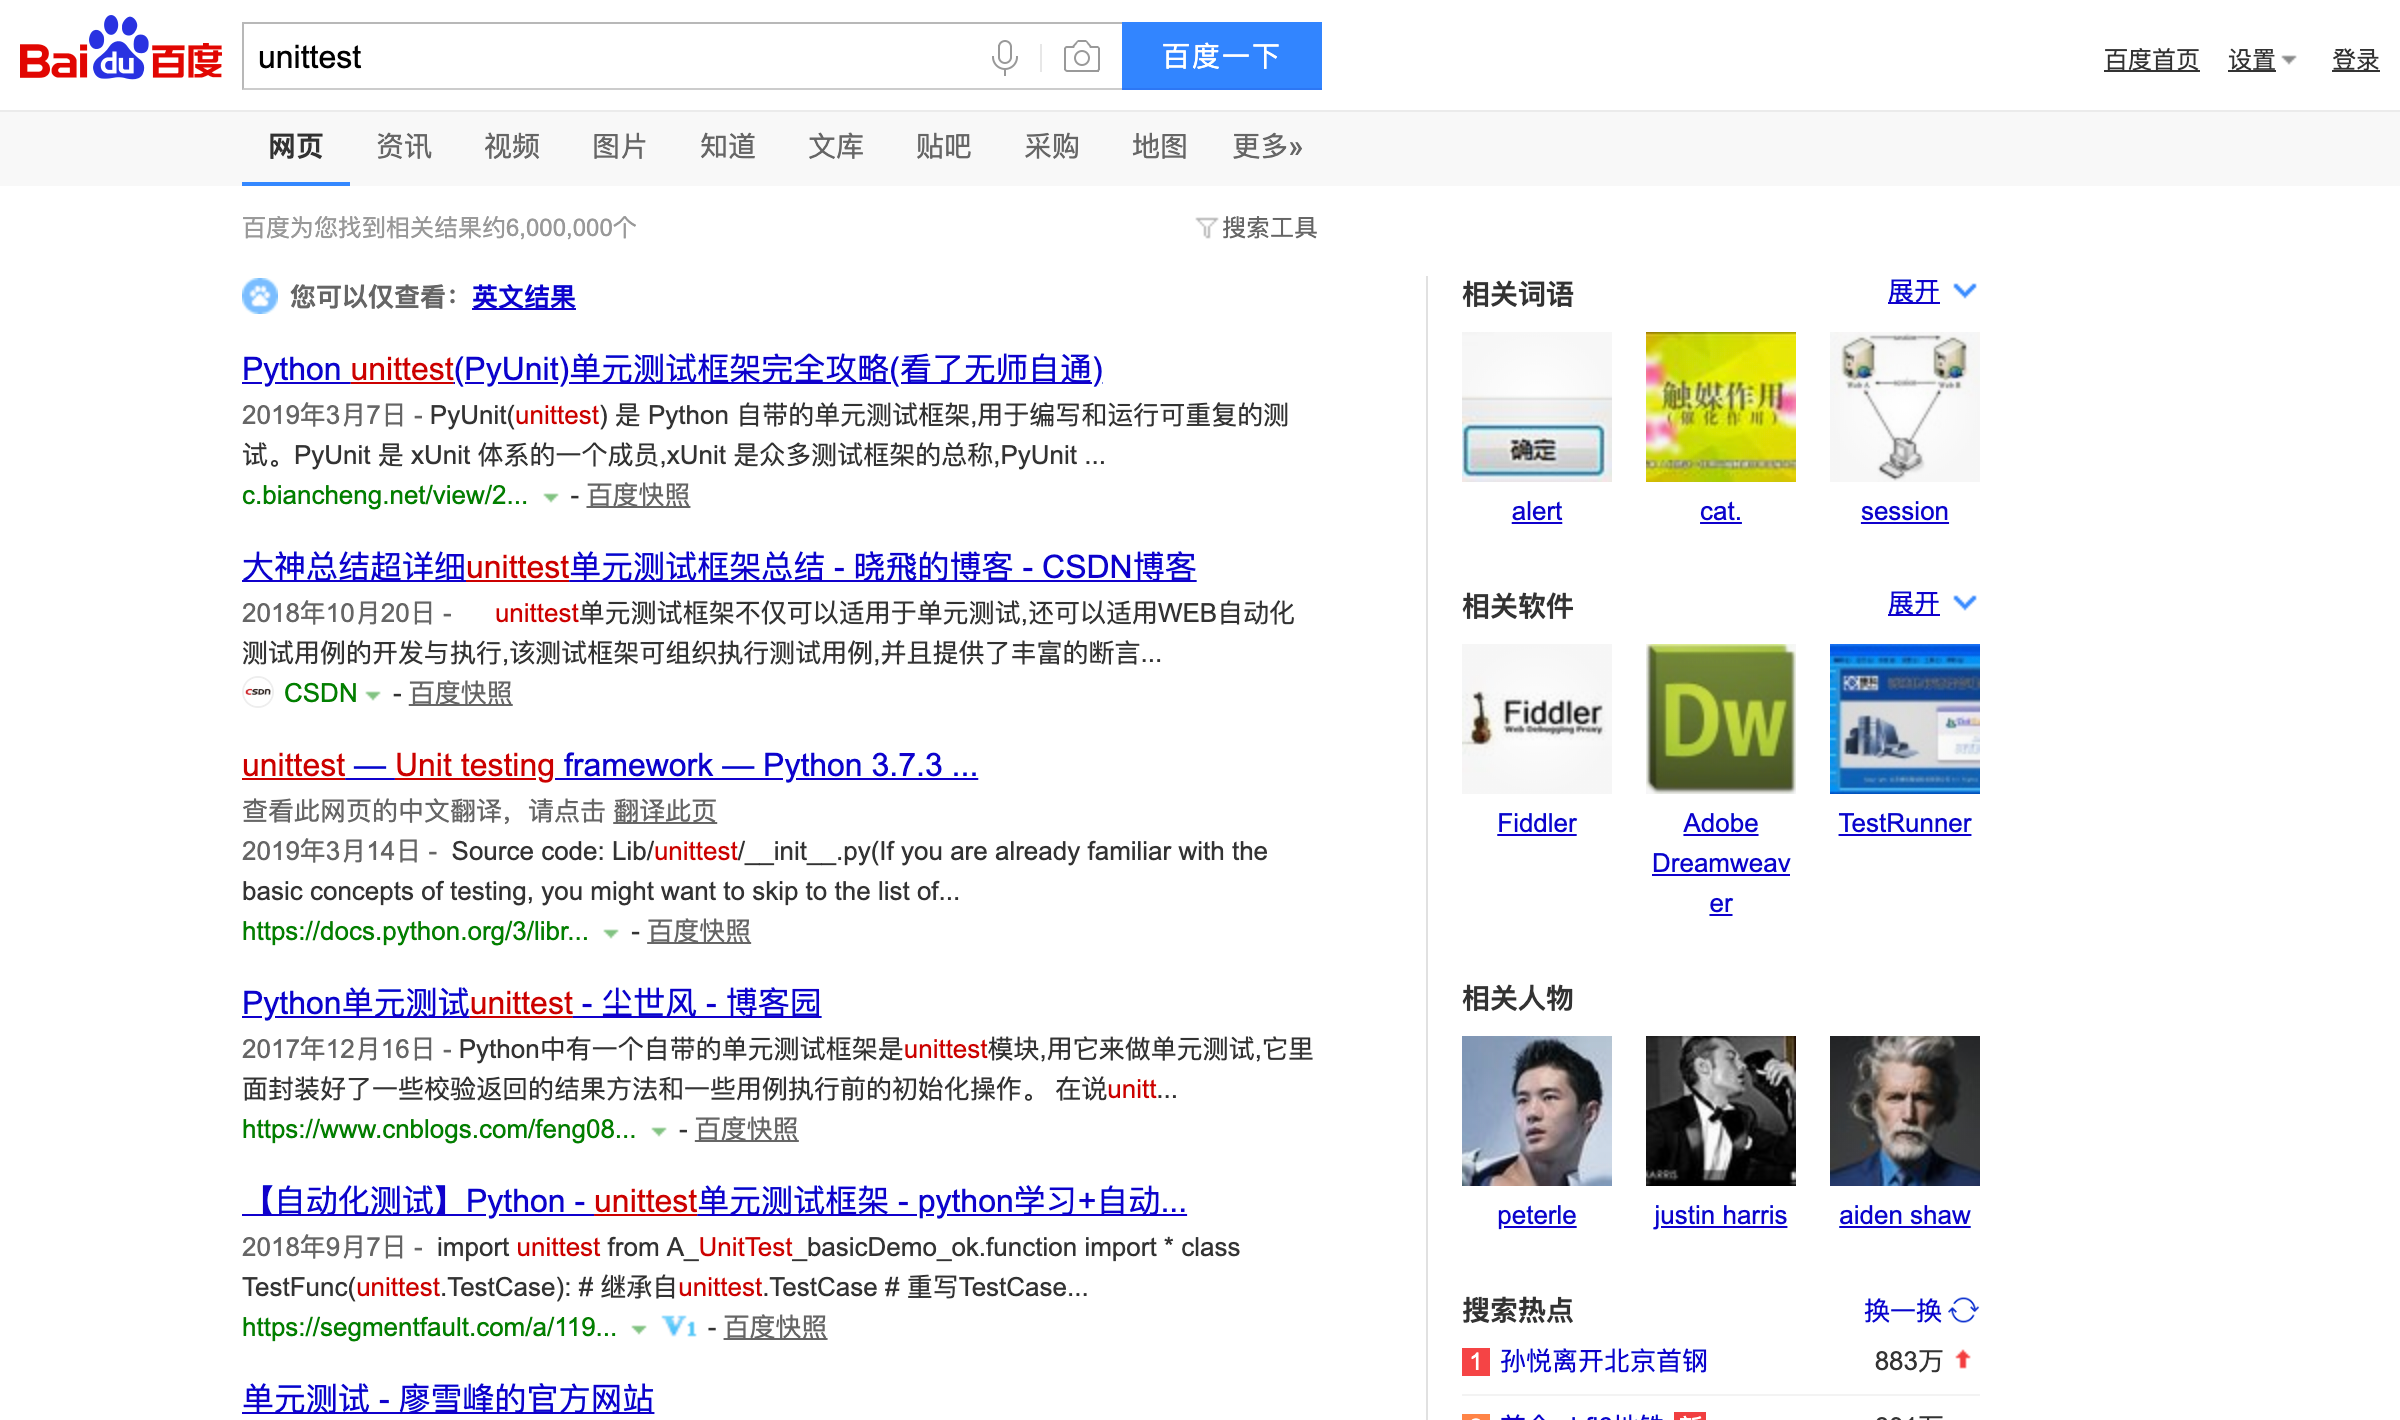 Baidu百度
unittest
百度一下
百度首页 设置 登录
网页 资讯 视频 图片 知道 文库 贴吧 采购 地图 更多»
百度为您找到相关结果约6,000,000个
搜索工具
您可以仅查看：英文结果
Python unittest(PyUnit)单元测试框架完全攻略(看了无师自通)
2019年3月7日 - PyUnit(unittest) 是 Python 自带的单元测试框架,用于编写和运行可重复的测
试。PyUnit 是 xUnit 体系的一个成员,xUnit 是众多测试框架的总称,PyUnit ...
c.biancheng.net/view/2... - 百度快照
大神总结超详细unittest单元测试框架总结 - 晓飛的博客 - CSDN博客
2018年10月20日 - unittest单元测试框架不仅可以适用于单元测试,还可以适用WEB自动化
测试用例的开发与执行,该测试框架可组织执行测试用例,并且提供了丰富的断言...
CSDN CSDN - 百度快照
unittest — Unit testing framework — Python 3.7.3 ...
查看此网页的中文翻译，请点击 翻译此页
2019年3月14日 - Source code: Lib/unittest/__init__.py(If you are already familiar with the
basic concepts of testing, you might want to skip to the list of...
https://docs.python.org/3/libr... - 百度快照
Python单元测试unittest - 尘世风 - 博客园
2017年12月16日 - Python中有一个自带的单元测试框架是unittest模块,用它来做单元测试,它里
面封装好了一些校验返回的结果方法和一些用例执行前的初始化操作。 在说unitt...
https://www.cnblogs.com/feng08... - 百度快照
【自动化测试】Python - unittest单元测试框架 - python学习+自动...
2018年9月7日 - import unittest from A_UnitTest_basicDemo_ok.function import * class
TestFunc(unittest.TestCase): # 继承自unittest.TestCase # 重写TestCase...
https://segmentfault.com/a/119... V1 - 百度快照
单元测试 - 廖雪峰的官方网站
相关词语 展开
确定
触媒作用
(催化作用)
Web A Web B
alert cat. session
相关软件 展开
Fiddler
Web Debugging Proxy
Dw
Fiddler Adobe TestRunner
Dreamweav
er
相关人物
peterle justin harris aiden shaw
搜索热点 换一换
1 孙悦离开北京首钢 883万